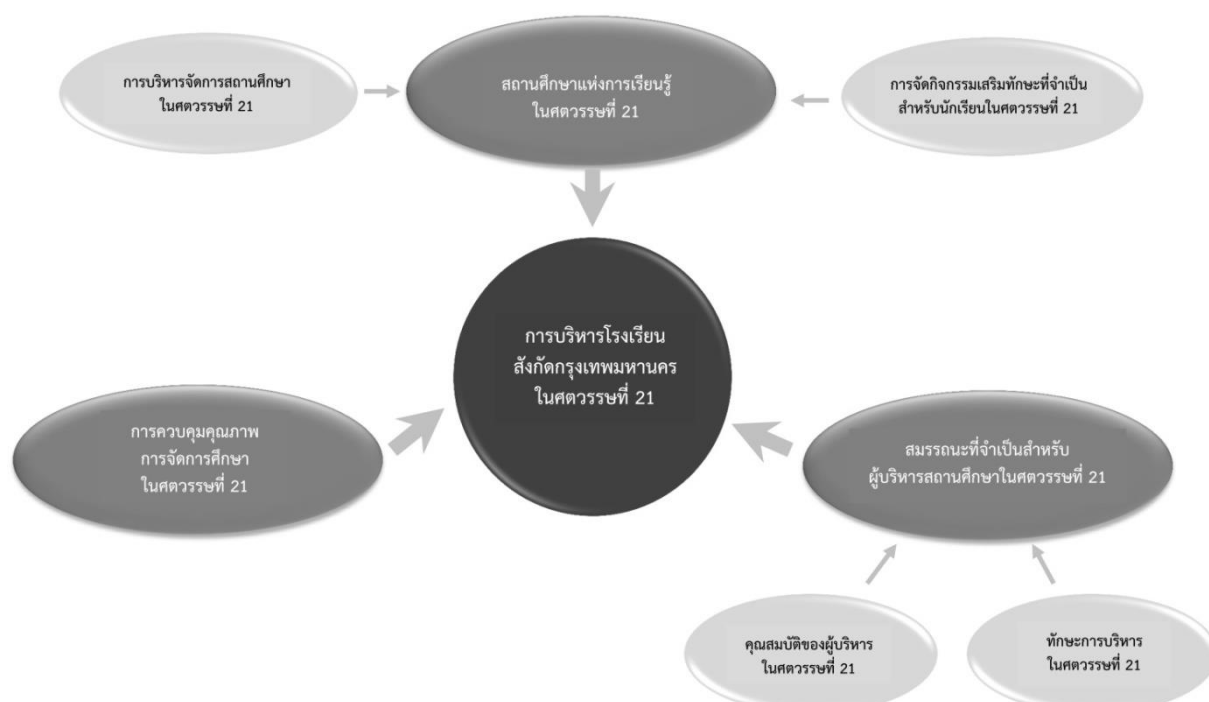 การบริหารจัดการสถานศึกษา
ในศตวรรษที่ 21
สถานศึกษาแห่งการเรียนรู้
ในศตวรรษที่ 21
การจัดกิจกรรมเสริมทักษะที่จำเป็น
สำหรับนักเรียนในศตวรรษที่ 21
การบริหารโรงเรียน
สังกัดกรุงเทพมหานคร
ในศตวรรษที่ 21
การควบคุมคุณภาพ
การจัดการศึกษา
ในศตวรรษที่ 21
สมรรถนะที่จำเป็นสำหรับ
ผู้บริหารสถานศึกษาในศตวรรษที่ 21
คุณสมบัติของผู้บริหาร
ในศตวรรษที่ 21
ทักษะการบริหาร
ในศตวรรษที่ 21